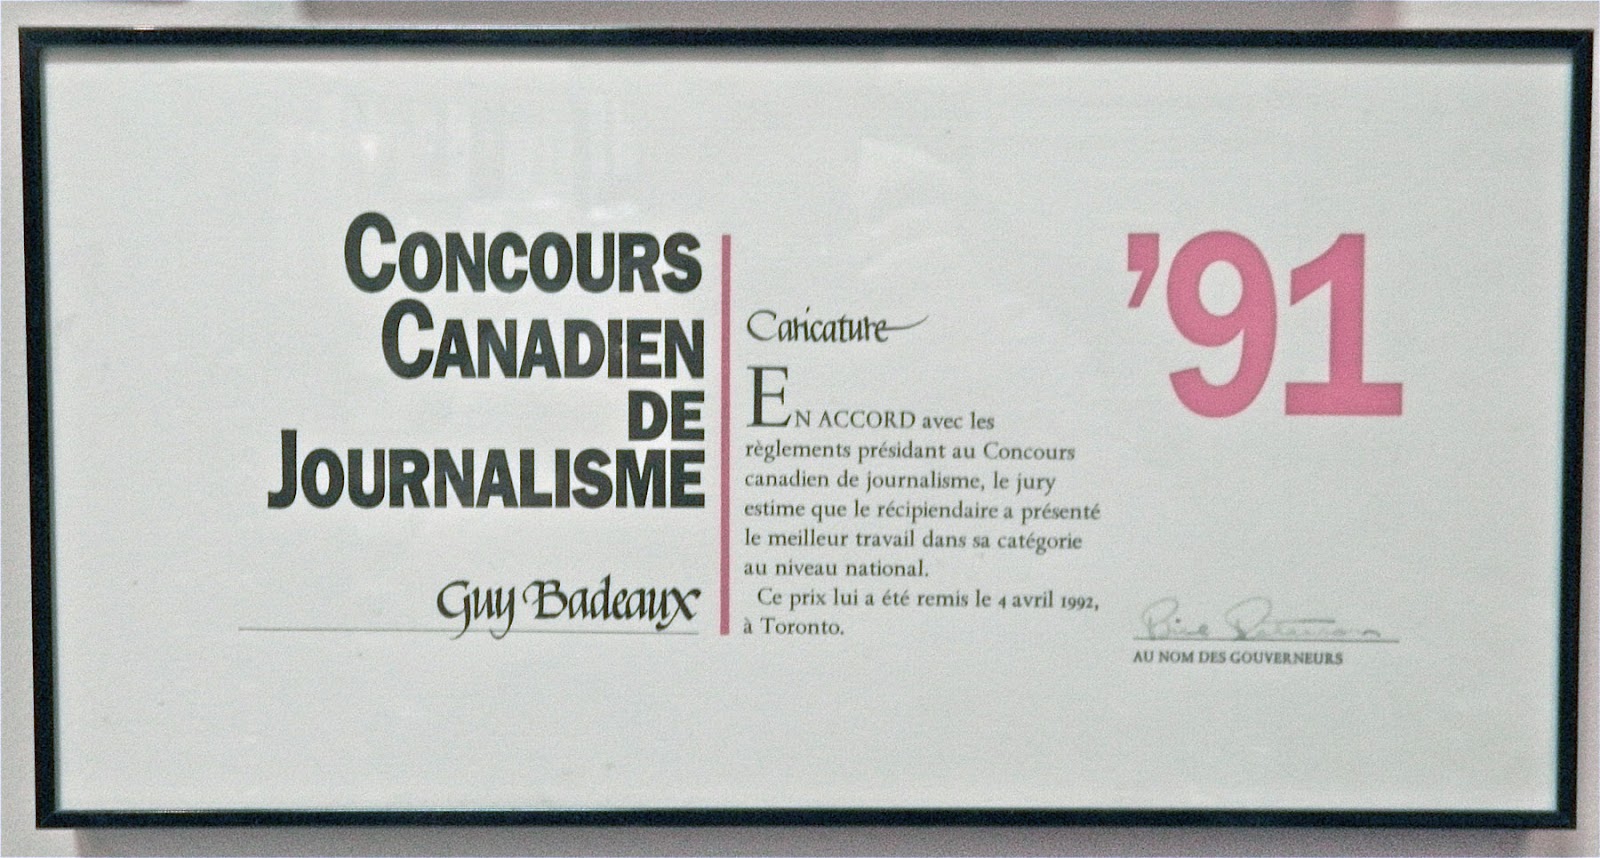 CONCOURS
CANADIEN
DE
JOURNALISME
Guy Badeaux
Caricature
EN ACCORD avec les
règlements présidant au Concours
canadien de journalisme, le jury
estime que le récipiendaire a présenté
le meilleur travail dans sa catégorie
au niveau national.
Ce prix lui a été remis le 4 avril 1992,
à Toronto.
’91
AU NOM DES GOUVERNEURS